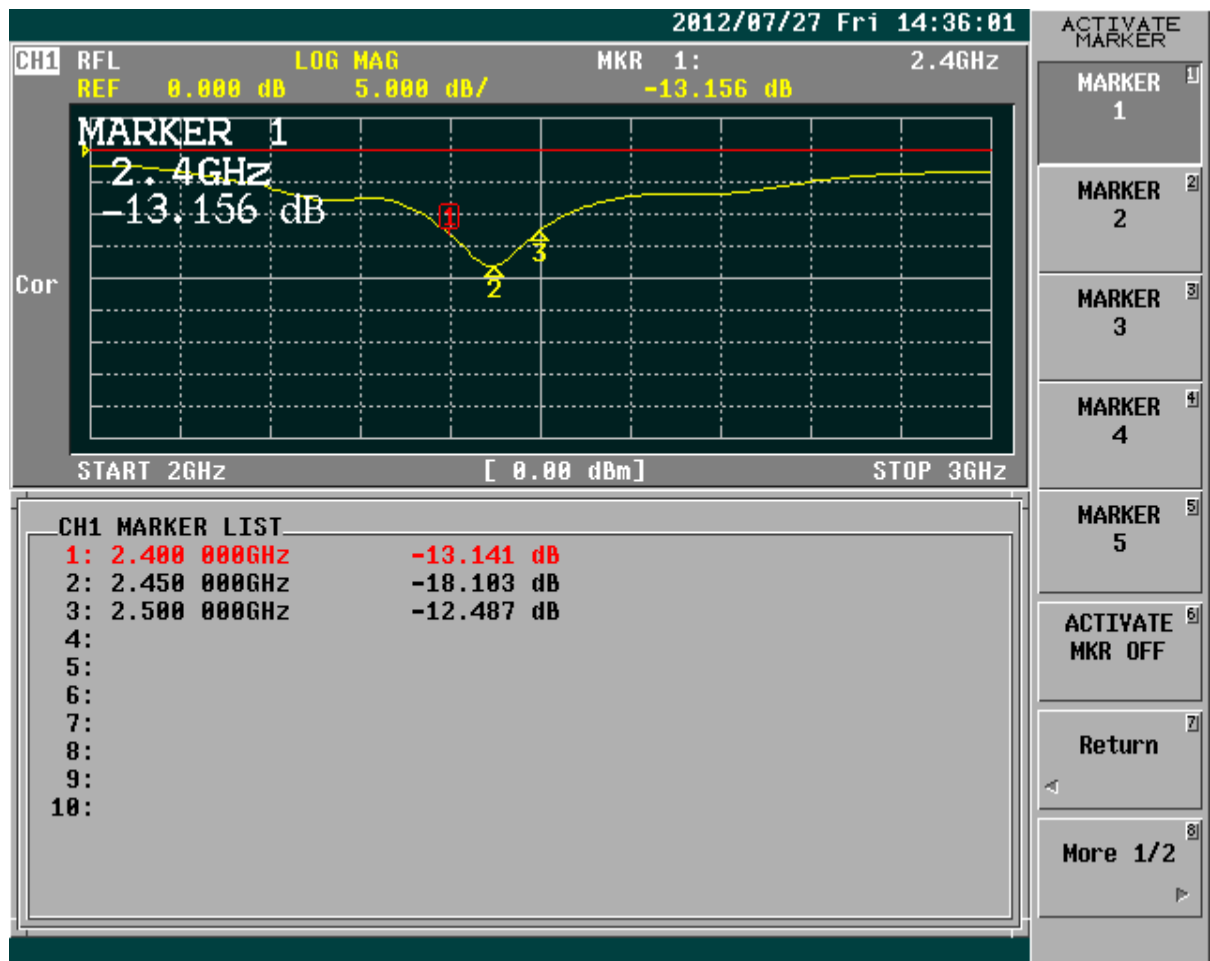 2012/07/27 Fri 14:36:01
CH1 RFL LOG MAG MKR 1: 2.4GHz
REF 0.000 dB 5.000 dB/ -13.156 dB
MARKER 1
2.4GHz
-13.156 dB
1
2
3
Cor
START 2GHz [ 0.00 dBm] STOP 3GHz
CH1 MARKER LIST
1: 2.400 000GHz -13.141 dB
2: 2.450 000GHz -18.103 dB
3: 2.500 000GHz -12.487 dB
4:
5:
6:
7:
8:
9:
10:
ACTIVATE
MARKER
MARKER 1
1
MARKER 2
2
MARKER 3
3
MARKER 4
4
MARKER 5
5
ACTIVATE 6
MKR OFF
7
Return
8
More 1/2